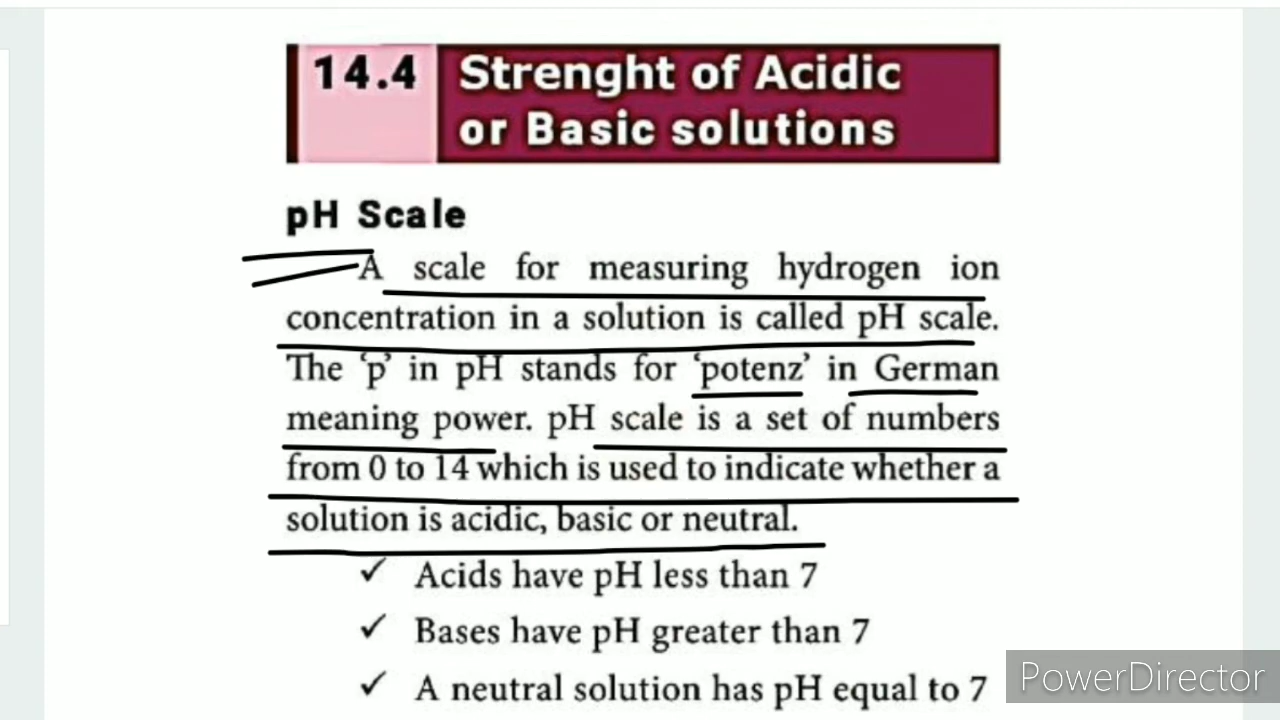 14.4 Strenght of Acidic
or Basic solutions
pH Scale
A scale for measuring hydrogen ion
concentration in a solution is called pH scale.
The ‘p’ in pH stands for ‘potenz’ in German
meaning power. pH scale is a set of numbers
from 0 to 14 which is used to indicate whether a
solution is acidic, basic or neutral.
✓ Acids have pH less than 7
✓ Bases have pH greater than 7
✓ A neutral solution has pH equal to 7
PowerDirector